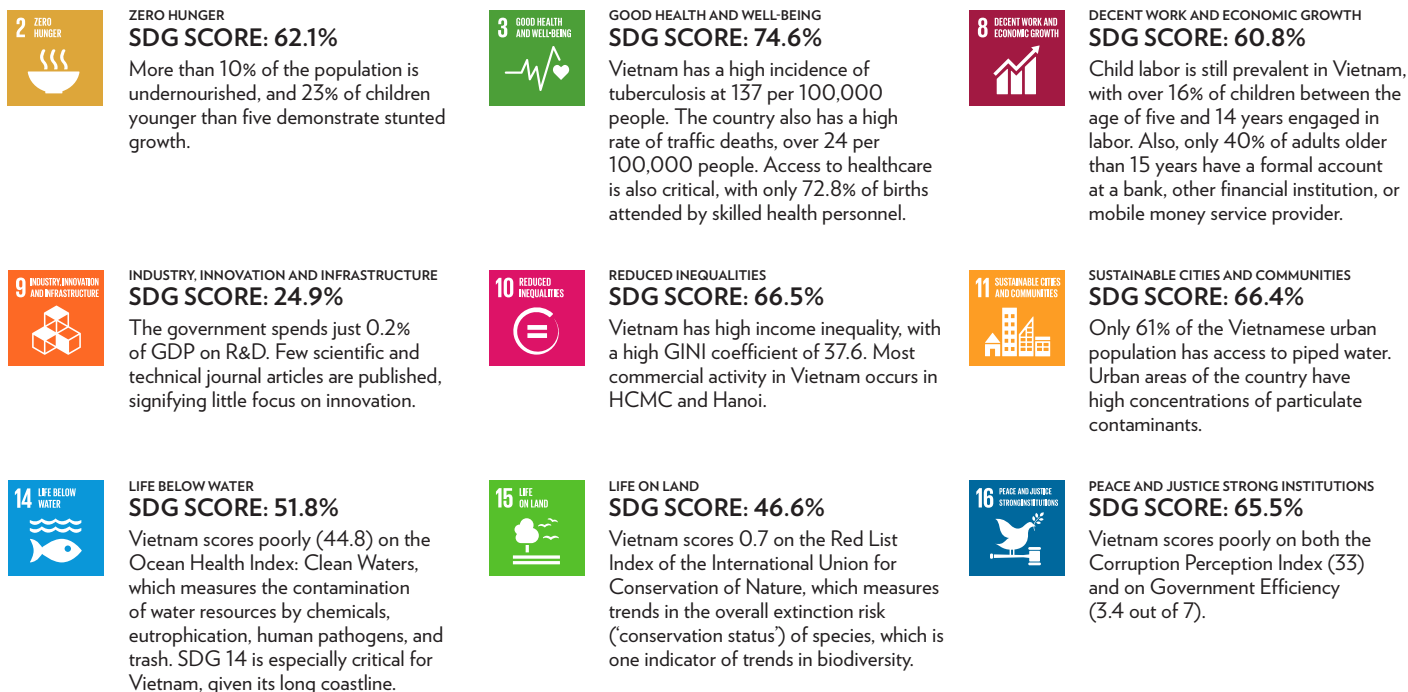 2 ZERO
HUNGER
ZERO HUNGER
SDG SCORE: 62.1%
More than 10% of the population is
undernourished, and 23% of children
younger than five demonstrate stunted
growth.
3 GOOD HEALTH
AND WELL-BEING
GOOD HEALTH AND WELL-BEING
SDG SCORE: 74.6%
Vietnam has a high incidence of
tuberculosis at 137 per 100,000
people. The country also has a high
rate of traffic deaths, over 24 per
100,000 people. Access to healthcare
is also critical, with only 72.8% of births
attended by skilled health personnel.
8 DECENT WORK AND
ECONOMIC GROWTH
DECENT WORK AND ECONOMIC GROWTH
SDG SCORE: 60.8%
Child labor is still prevalent in Vietnam,
with over 16% of children between the
age of five and 14 years engaged in
labor. Also, only 40% of adults older
than 15 years have a formal account
at a bank, other financial institution, or
mobile money service provider.
9 INDUSTRY, INNOVATION
AND INFRASTRUCTURE
INDUSTRY, INNOVATION AND INFRASTRUCTURE
SDG SCORE: 24.9%
The government spends just 0.2%
of GDP on R&D. Few scientific and
technical journal articles are published,
signifying little focus on innovation.
10 REDUCED
INEQUALITIES
REDUCED INEQUALITIES
SDG SCORE: 66.5%
Vietnam has high income inequality, with
a high GINI coefficient of 37.6. Most
commercial activity in Vietnam occurs in
HCMC and Hanoi.
11 SUSTAINABLE CITIES
AND COMMUNITIES
SUSTAINABLE CITIES AND COMMUNITIES
SDG SCORE: 66.4%
Only 61% of the Vietnamese urban
population has access to piped water.
Urban areas of the country have
high concentrations of particulate
contaminants.
14 LIFE BELOW
WATER
LIFE BELOW WATER
SDG SCORE: 51.8%
Vietnam scores poorly (44.8) on the
Ocean Health Index: Clean Waters,
which measures the contamination
of water resources by chemicals,
eutrophication, human pathogens, and
trash. SDG 14 is especially critical for
Vietnam, given its long coastline.
15 LIFE
ON LAND
LIFE ON LAND
SDG SCORE: 46.6%
Vietnam scores 0.7 on the Red List
Index of the International Union for
Conservation of Nature, which measures
trends in the overall extinction risk
(‘conservation status’) of species, which is
one indicator of trends in biodiversity.
16 PEACE AND JUSTICE
STRONG INSTITUTIONS
PEACE AND JUSTICE STRONG INSTITUTIONS
SDG SCORE: 65.5%
Vietnam scores poorly on both the
Corruption Perception Index (33)
and on Government Efficiency
(3.4 out of 7).